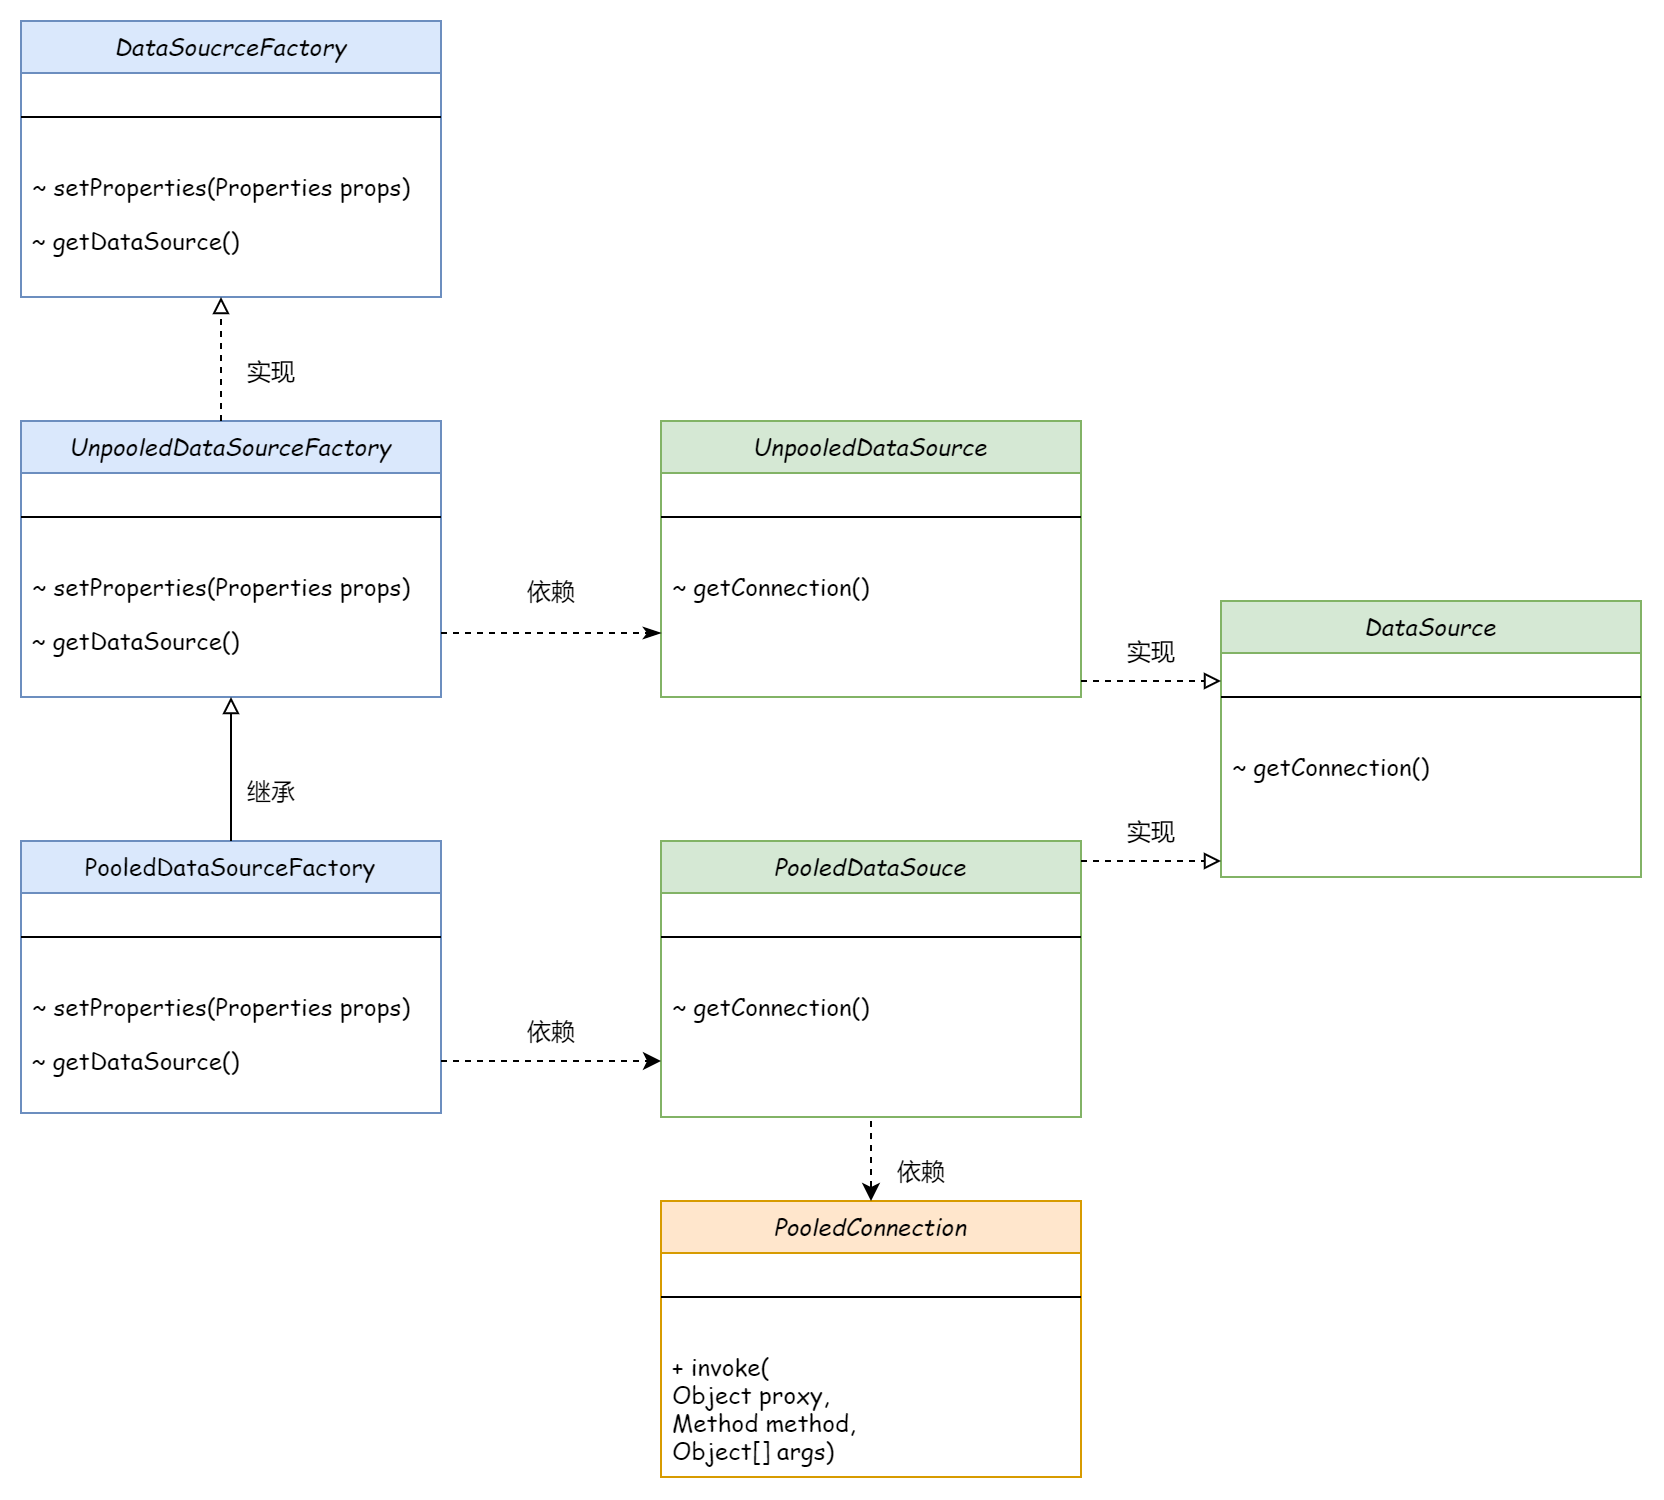 DataSoucrceFactory
~ setProperties(Properties props)
~ getDataSource()
实现
UnpooledDataSourceFactory
~ setProperties(Properties props)
~ getDataSource()
依赖
UnpooledDataSource
~ getConnection()
实现
DataSource
~ getConnection()
继承
PooledDataSourceFactory
~ setProperties(Properties props)
~ getDataSource()
依赖
PooledDataSouce
~ getConnection()
实现
依赖
PooledConnection
+ invoke(
Object proxy,
Method method,
Object[] args)